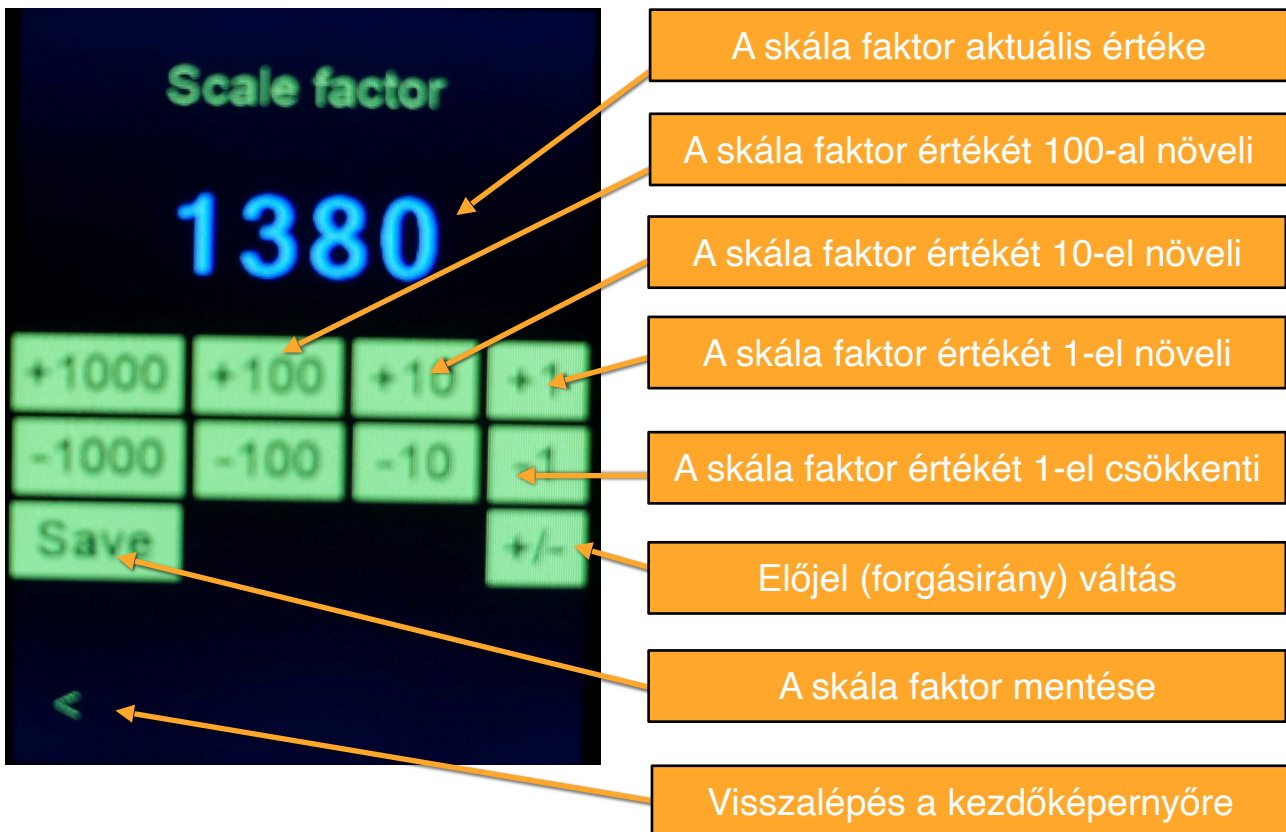 Scale factor
1380
+1000 +100 +10 +1
-1000 -100 -10 -1
Save +/-
<
A skála faktor aktuális értéke
A skála faktor értékét 100-al növeli
A skála faktor értékét 10-el növeli
A skála faktor értékét 1-el növeli
A skála faktor értékét 1-el csökkenti
Előjel (forgásirány) váltás
A skála faktor mentése
Visszalépés a kezdőképernyőre